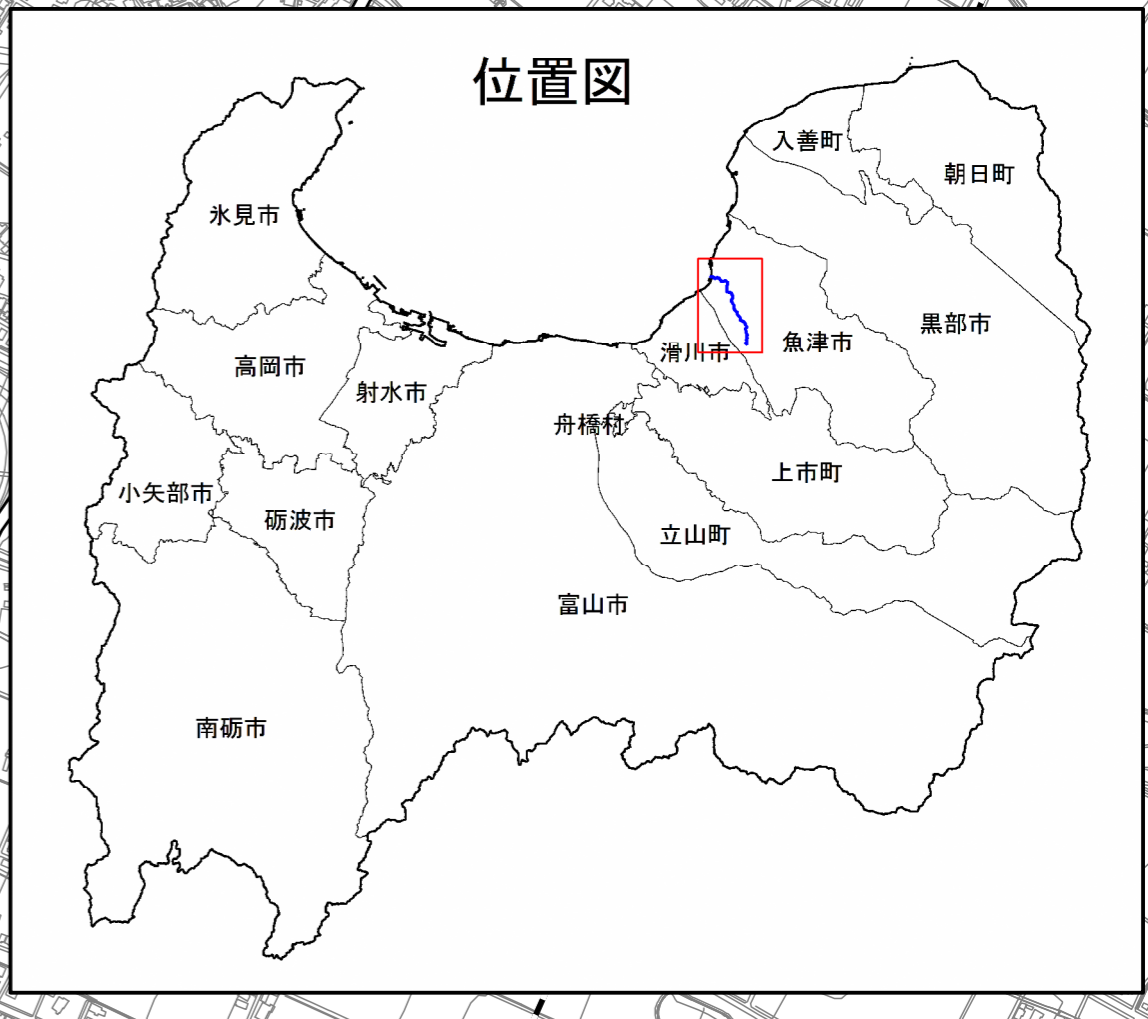 位置図
入善町
朝日町
氷見市
黒部市
魚津市
滑川市
高岡市
射水市
舟橋村
上市町
小矢部市
砺波市
立山町
富山市
南砺市